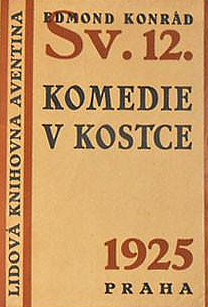 EDMOND KONRÁD
Sv. 12.
KOMEDIE
V KOSTCE
1925
PRAHA
LIDOVÁ KNIHOVNA AVENTINA